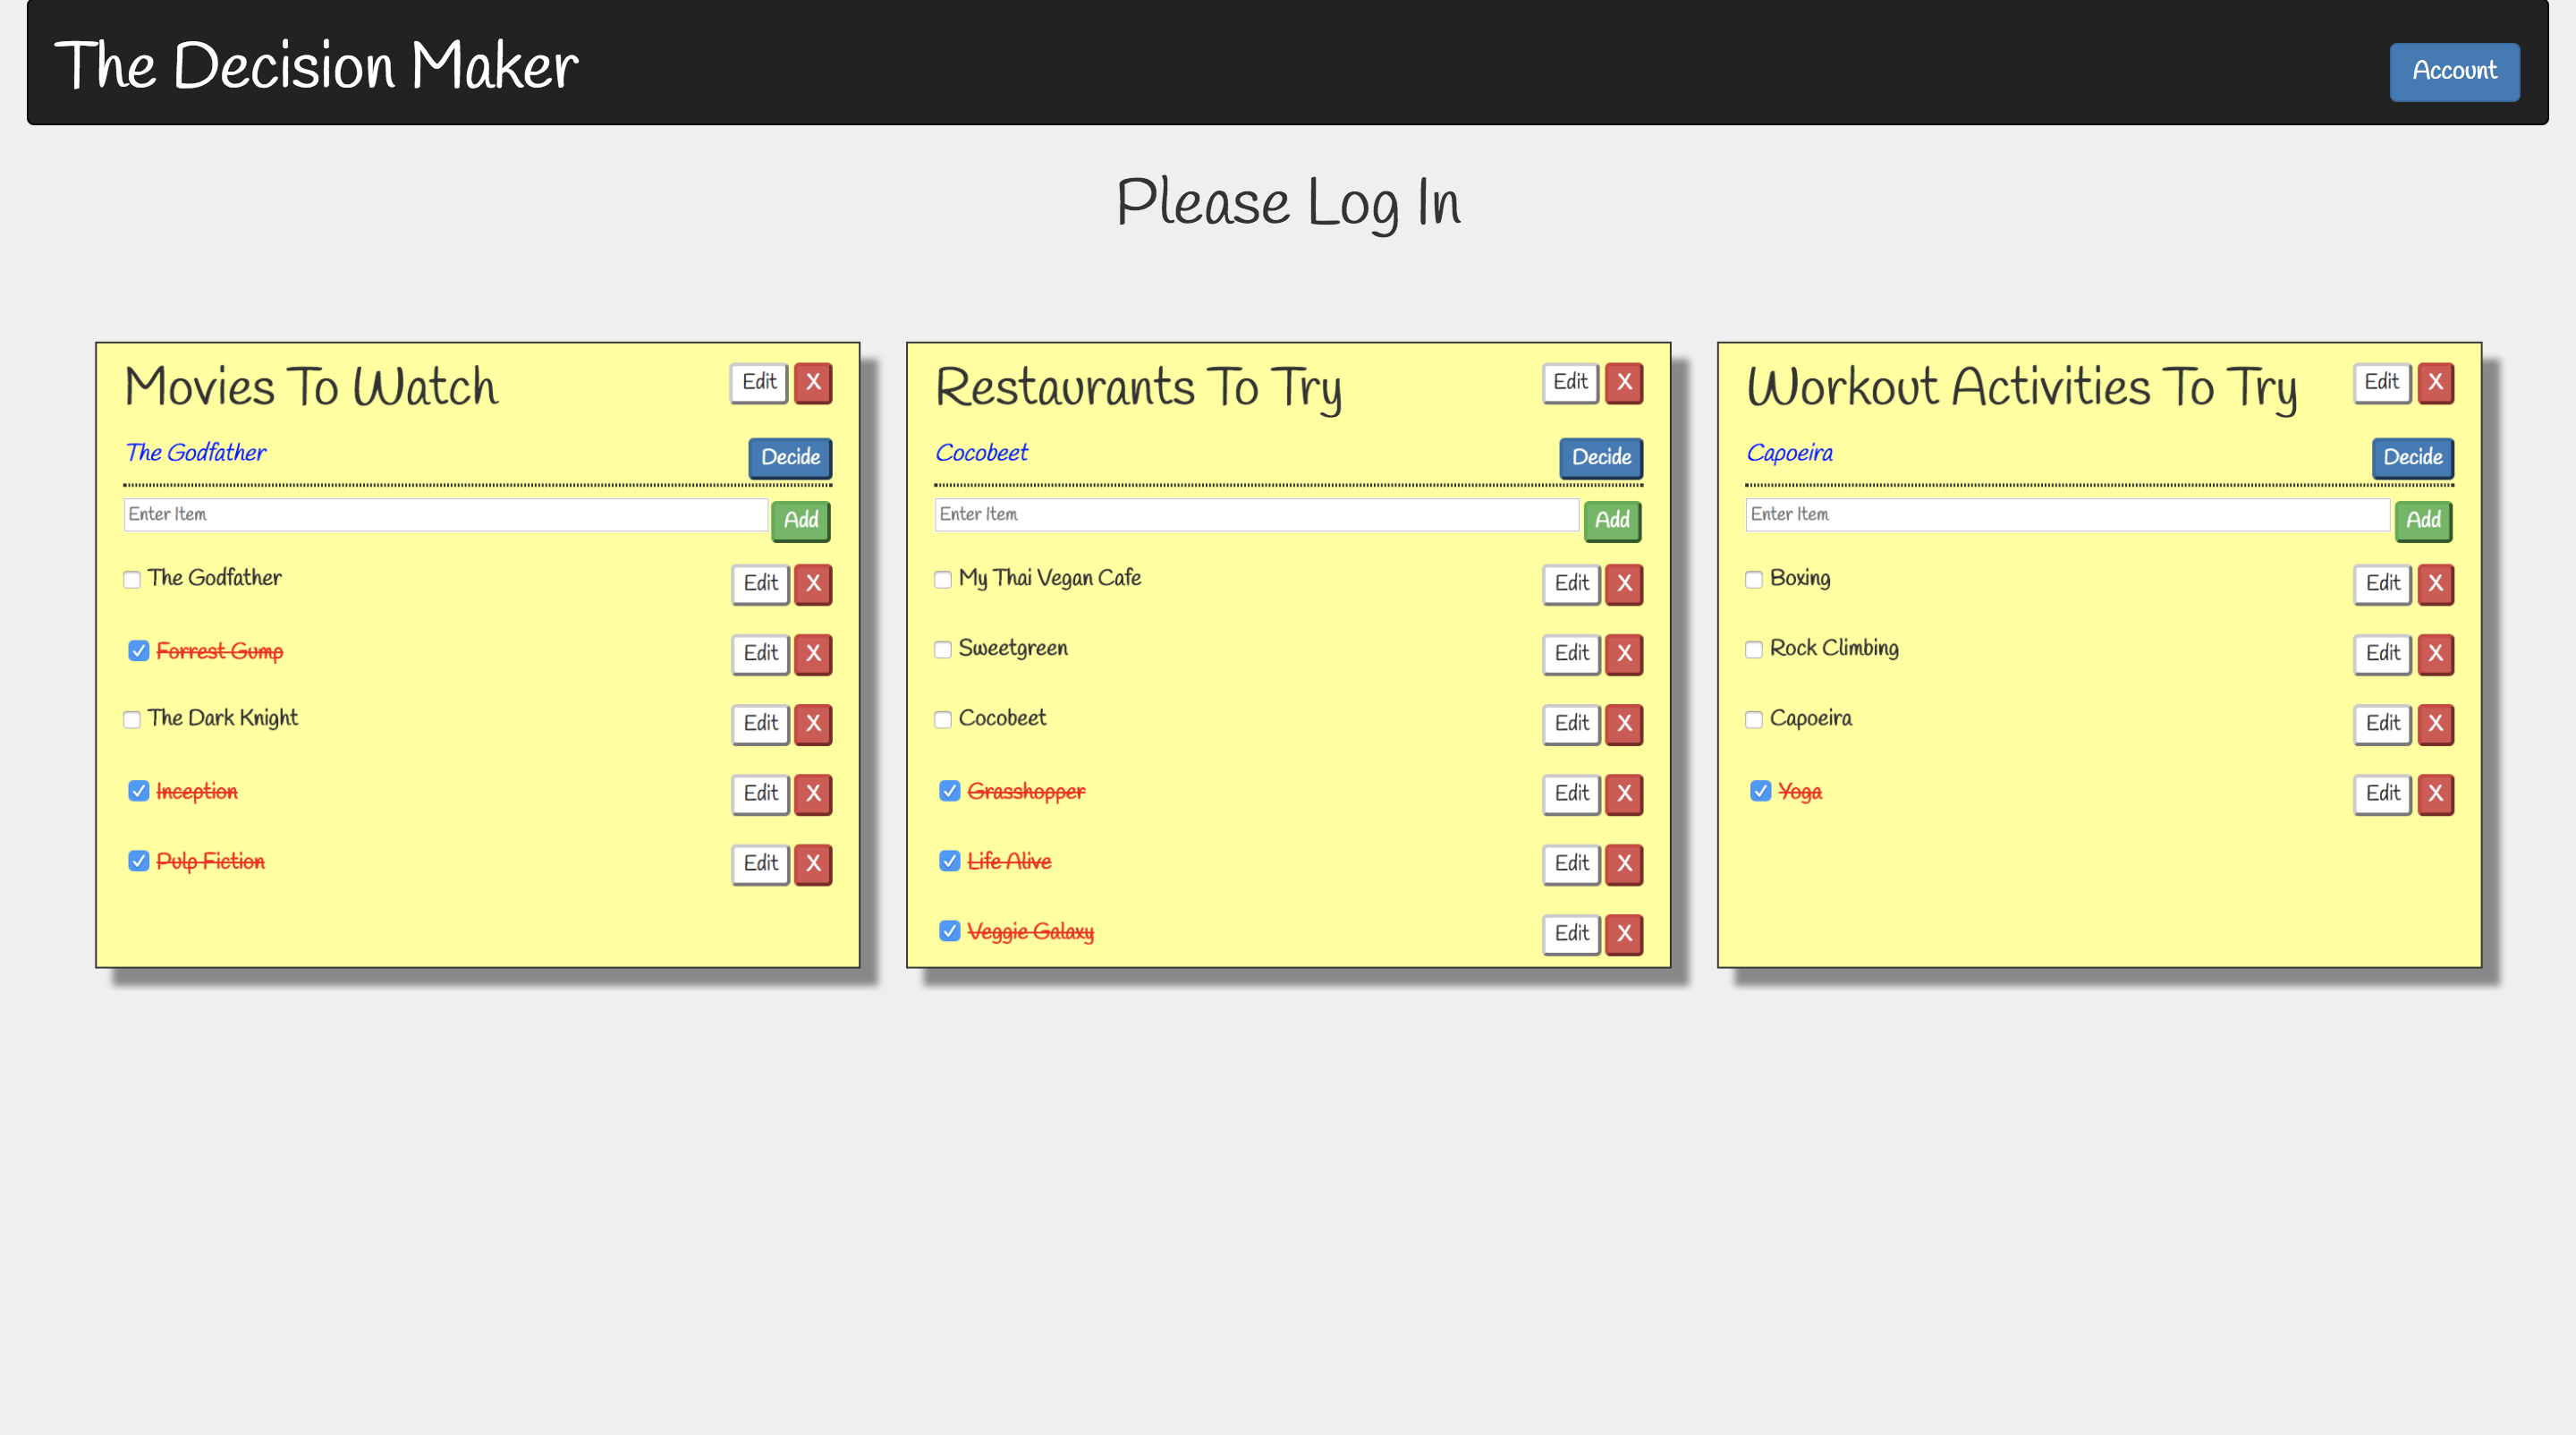 The Decision Maker
Account
Please Log In
Movies To Watch
Edit X
The Godfather
Decide
Enter Item
Add
The Godfather
Edit X
Forrest Gump
Edit X
The Dark Knight
Edit X
Inception
Edit X
Pulp Fiction
Edit X
Restaurants To Try
Edit X
Cocobeet
Decide
Enter Item
Add
My Thai Vegan Cafe
Edit X
Sweetgreen
Edit X
Cocobeet
Edit X
Grasshopper
Edit X
Life Alive
Edit X
Veggie Galaxy
Edit X
Workout Activities To Try
Edit X
Capoeira
Decide
Enter Item
Add
Boxing
Edit X
Rock Climbing
Edit X
Capoeira
Edit X
Yoga
Edit X